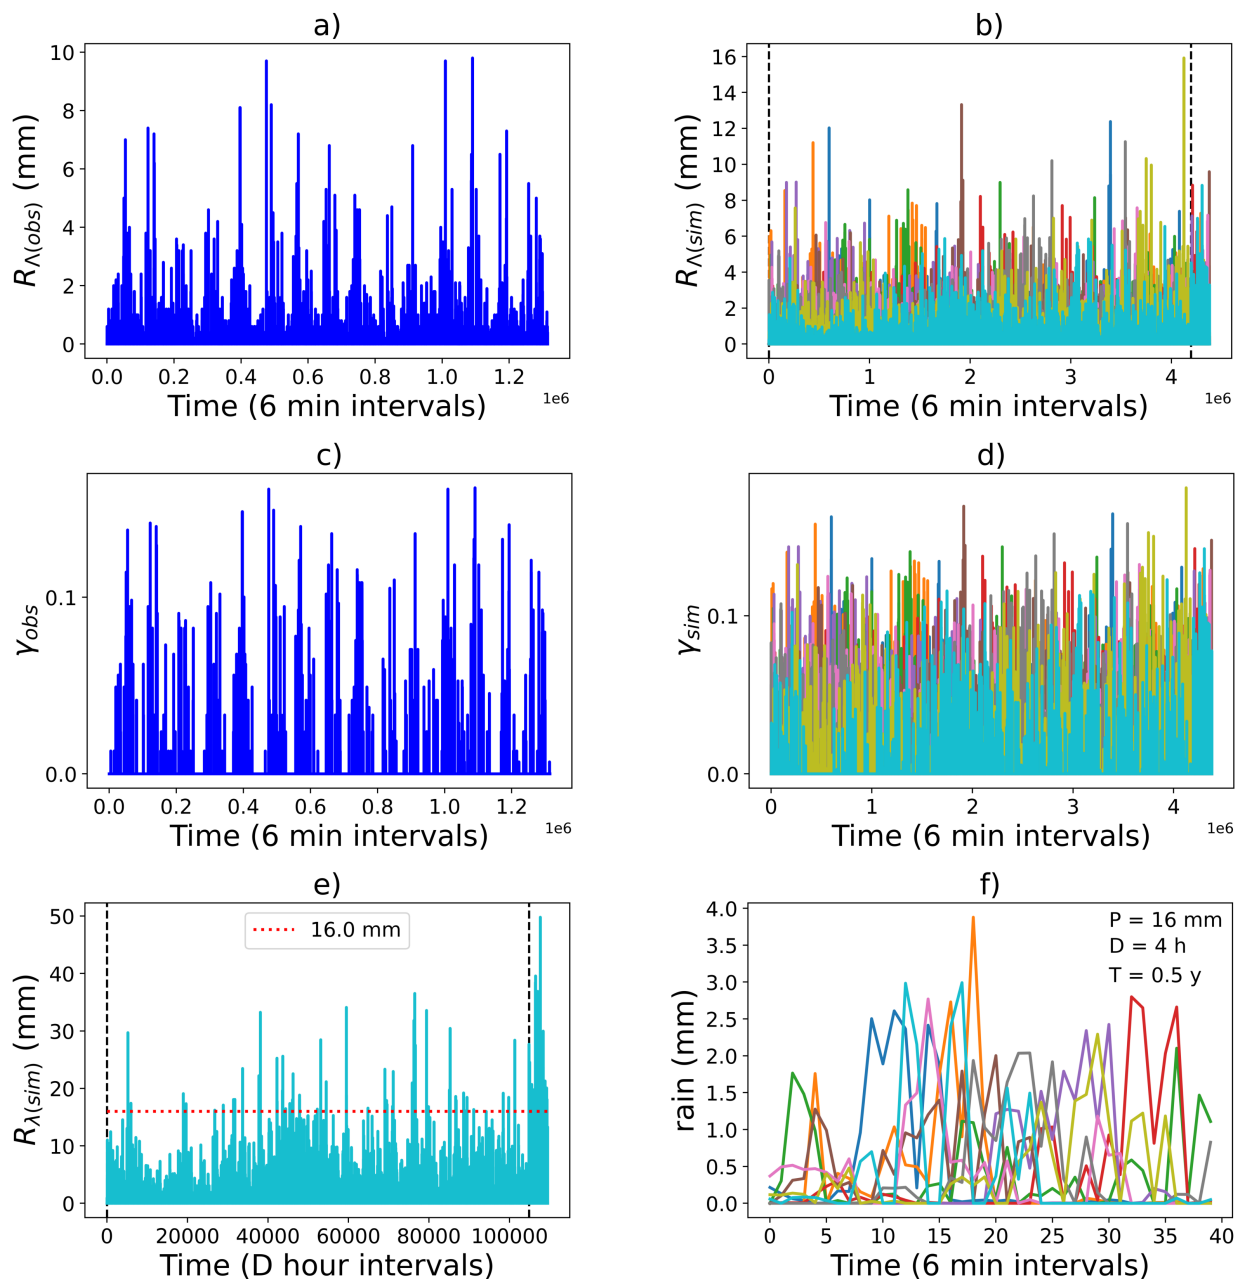 a)
10
8
6
4
2
0
R_Λ(obs) (mm)
0.0 0.2 0.4 0.6 0.8 1.0 1.2
1e6
Time (6 min intervals)
b)
16
14
12
10
8
6
4
2
0
R_Λ(sim) (mm)
0 1 2 3 4
1e6
Time (6 min intervals)
c)
0.1
0.0
γ_obs
0.0 0.2 0.4 0.6 0.8 1.0 1.2
1e6
Time (6 min intervals)
d)
0.1
0.0
γ_sim
0 1 2 3 4
1e6
Time (6 min intervals)
e)
16.0 mm
50
40
30
20
10
0
R_λ(sim) (mm)
0 20000 40000 60000 80000 100000
Time (D hour intervals)
f)
P = 16 mm
D = 4 h
T = 0.5 y
4.0
3.5
3.0
2.5
2.0
1.5
1.0
0.5
0.0
rain (mm)
0 5 10 15 20 25 30 35 40
Time (6 min intervals)